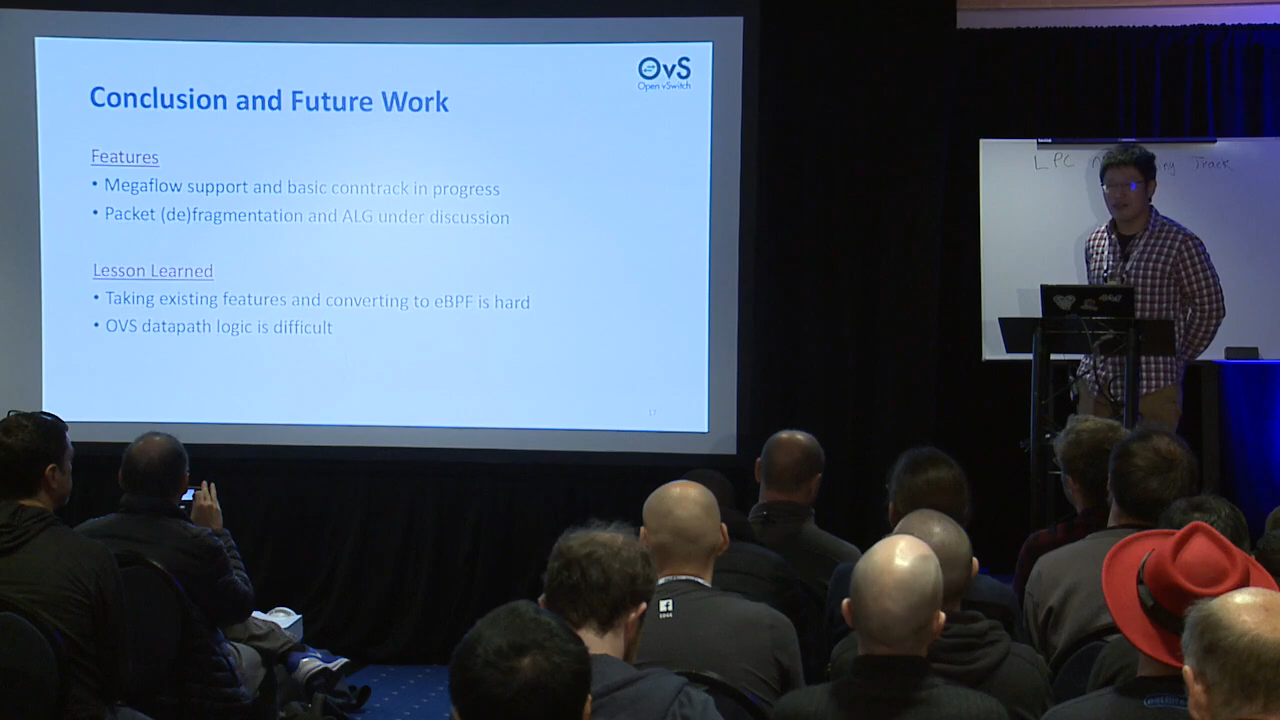 OvS
Open vSwitch
Conclusion and Future Work
Features
• Megaflow support and basic conntrack in progress
• Packet (de)fragmentation and ALG under discussion
Lesson Learned
• Taking existing features and converting to eBPF is hard
• OVS datapath logic is difficult
17
LPC Track
f
EDGE